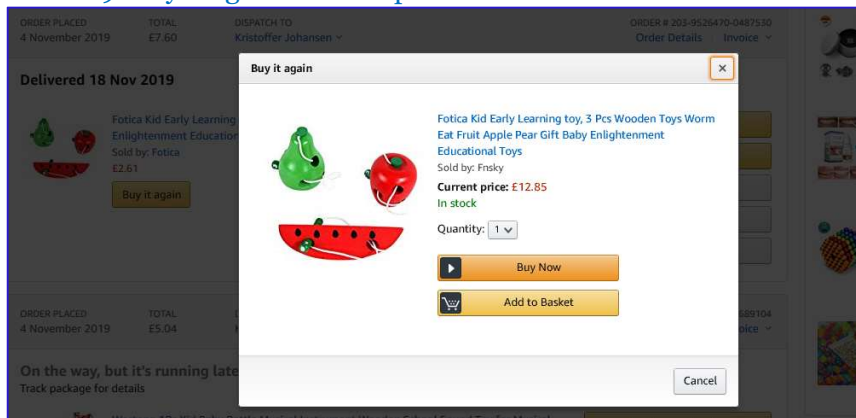 ORDER PLACED TOTAL DISPATCH TO ORDER # 203-9526470-0487530
4 November 2019 £7.60 Kristoffer Johansen Order Details Invoice
Delivered 18 Nov 2019
Buy it again
Fotica Kid Early Learning
Enlightenment Education
Sold by: Fotica
£2.61
Buy it again
Fotica Kid Early Learning toy, 3 Pcs Wooden Toys Worm
Eat Fruit Apple Pear Gift Baby Enlightenment
Educational Toys
Sold by: Fnsky
Current price: £12.85
In stock
Quantity: 1
Buy Now
Add to Basket
ORDER PLACED TOTAL
4 November 2019 £5.04
On the way, but it's running late
Track package for details
Cancel